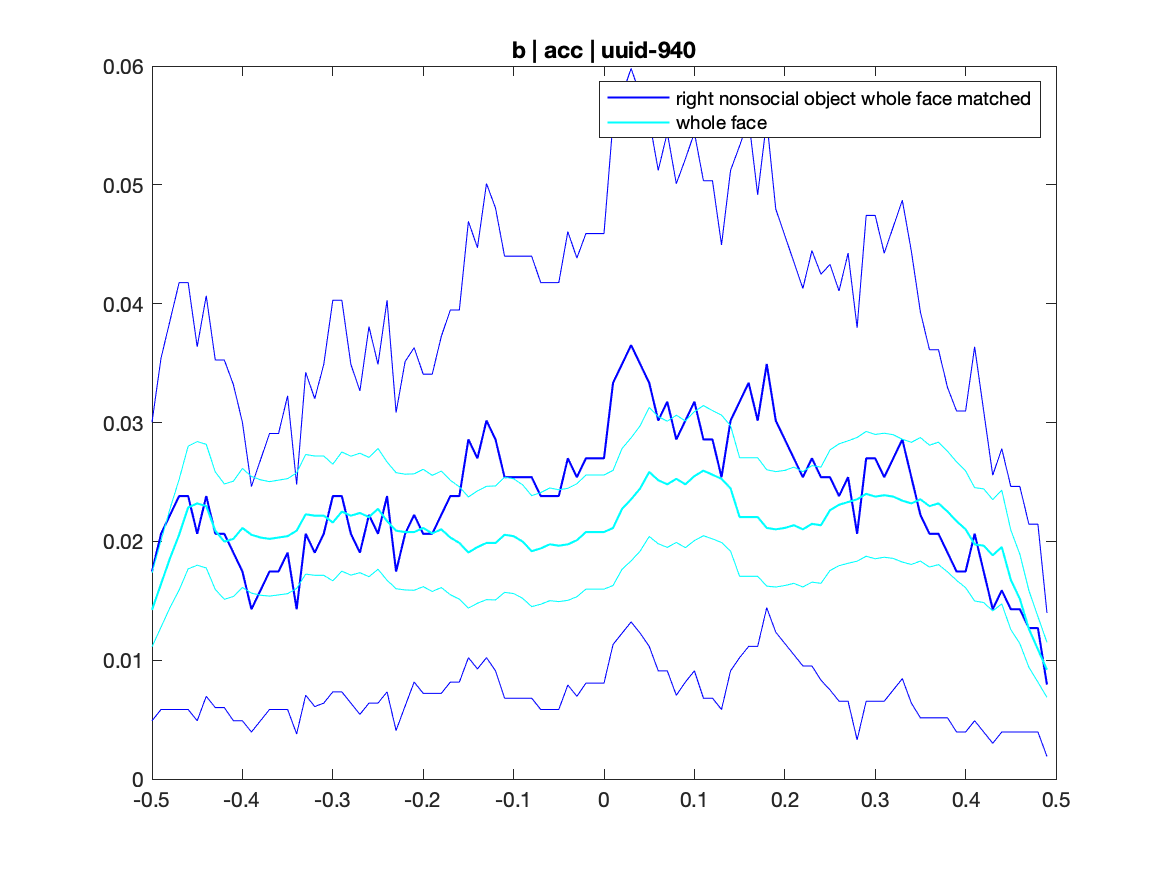 b | acc | uuid-940
right nonsocial object whole face matched
whole face
0.06
0.05
0.04
0.03
0.02
0.01
0
-0.5 -0.4 -0.3 -0.2 -0.1 0 0.1 0.2 0.3 0.4 0.5